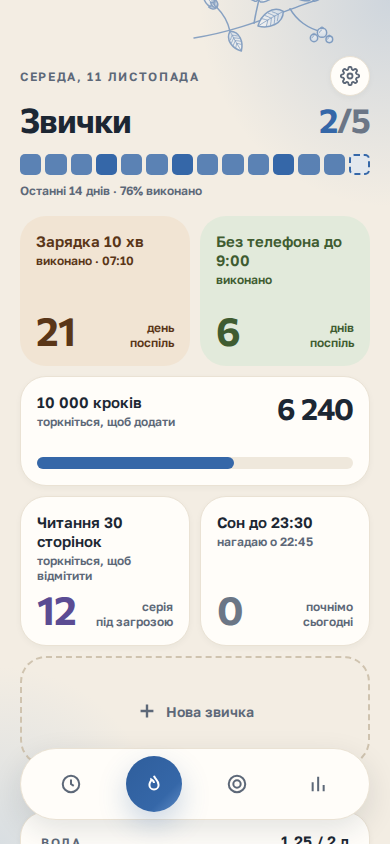 СЕРЕДА, 11 ЛИСТОПАДА
Звички
2/5
Останні 14 днів · 76% виконано
Зарядка 10 хв
виконано · 07:10
21
день
поспіль
Без телефона до
9:00
виконано
6
днів
поспіль
10 000 кроків
торкніться, щоб додати
6 240
Читання 30
сторінок
торкніться, щоб
відмітити
12
серія
під загрозою
Сон до 23:30
нагадаю о 22:45
0
почнімо
сьогодні
Нова звичка
ВОДА
1,25 / 2 л